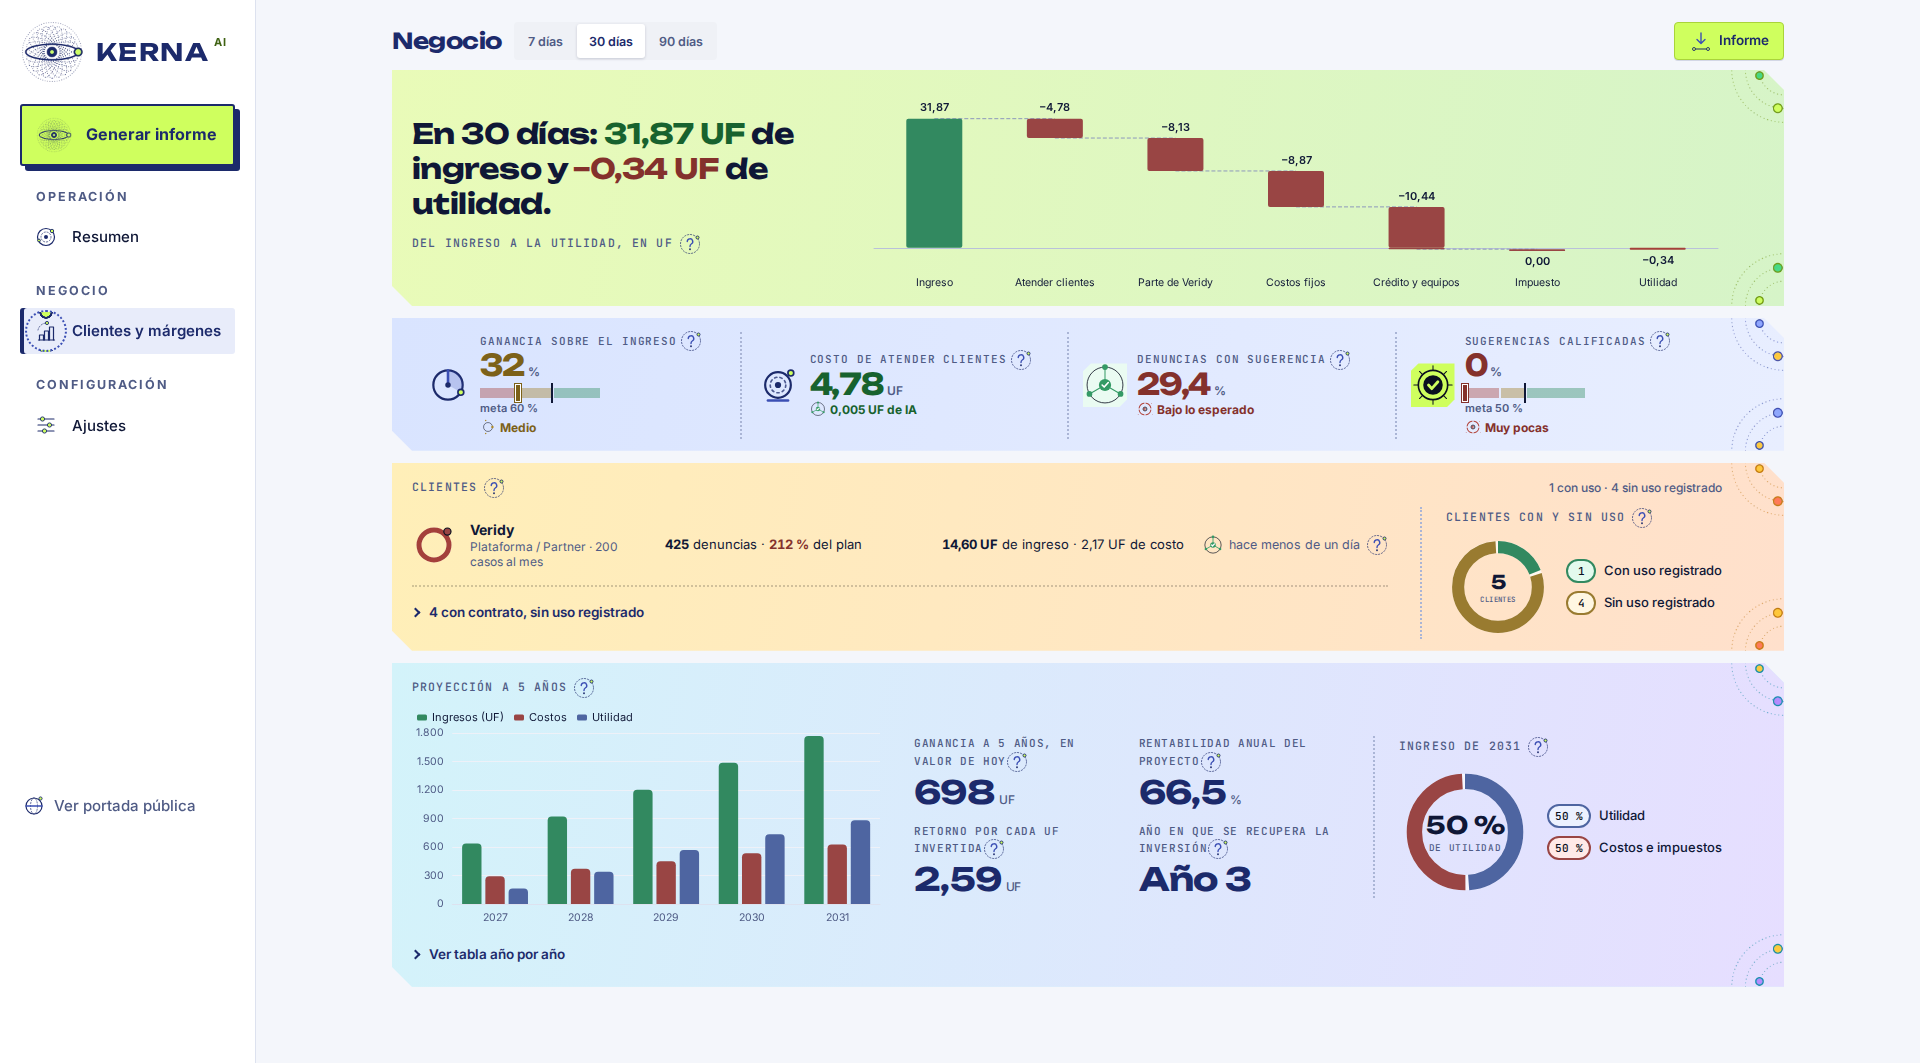 KERNA AI
Generar informe
OPERACIÓN
Resumen
NEGOCIO
Clientes y márgenes
CONFIGURACIÓN
Ajustes
Ver portada pública
Negocio
7 días
30 días
90 días
Informe
En 30 días: 31,87 UF de
ingreso y −0,34 UF de
utilidad.
DEL INGRESO A LA UTILIDAD, EN UF ?
31,87
−4,78
−8,13
−8,87
−10,44
0,00
−0,34
Ingreso
Atender clientes
Parte de Veridy
Costos fijos
Crédito y equipos
Impuesto
Utilidad
GANANCIA SOBRE EL INGRESO ?
32 %
meta 60 %
Medio
COSTO DE ATENDER CLIENTES ?
4,78 UF
0,005 UF de IA
DENUNCIAS CON SUGERENCIA ?
29,4 %
Bajo lo esperado
SUGERENCIAS CALIFICADAS ?
0 %
meta 50 %
Muy pocas
CLIENTES ?
1 con uso · 4 sin uso registrado
Veridy
Plataforma / Partner · 200
casos al mes
425 denuncias · 212 % del plan
14,60 UF de ingreso · 2,17 UF de costo
hace menos de un día ?
4 con contrato, sin uso registrado
CLIENTES CON Y SIN USO ?
5
CLIENTES
1 Con uso registrado
4 Sin uso registrado
PROYECCIÓN A 5 AÑOS ?
Ingresos (UF) Costos Utilidad
1.800
1.500
1.200
900
600
300
0
2027 2028 2029 2030 2031
GANANCIA A 5 AÑOS, EN
VALOR DE HOY ?
698 UF
RENTABILIDAD ANUAL DEL
PROYECTO ?
66,5 %
RETORNO POR CADA UF
INVERTIDA ?
2,59 UF
AÑO EN QUE SE RECUPERA LA
INVERSIÓN ?
Año 3
INGRESO DE 2031 ?
50 %
DE UTILIDAD
50 % Utilidad
50 % Costos e impuestos
Ver tabla año por año